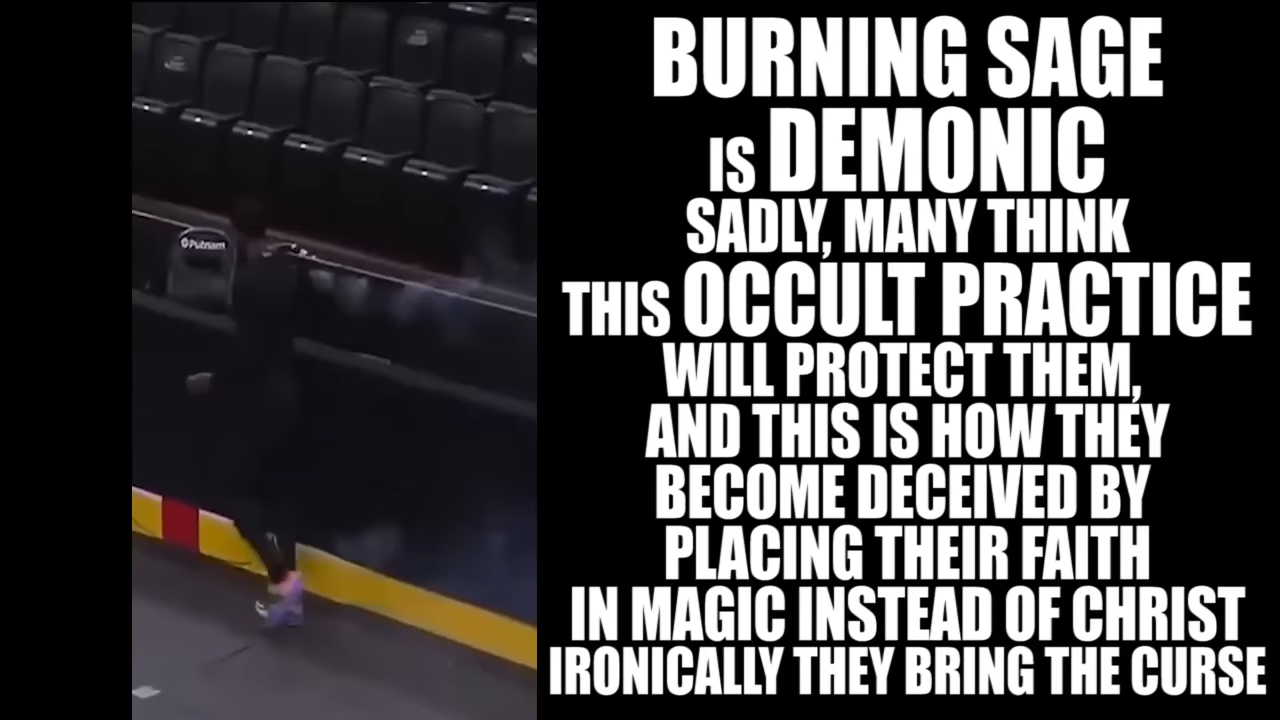 Putnam
BURNING SAGE
IS DEMONIC
SADLY, MANY THINK
THIS OCCULT PRACTICE
WILL PROTECT THEM,
AND THIS IS HOW THEY
BECOME DECEIVED BY
PLACING THEIR FAITH
IN MAGIC INSTEAD OF CHRIST
IRONICALLY THEY BRING THE CURSE